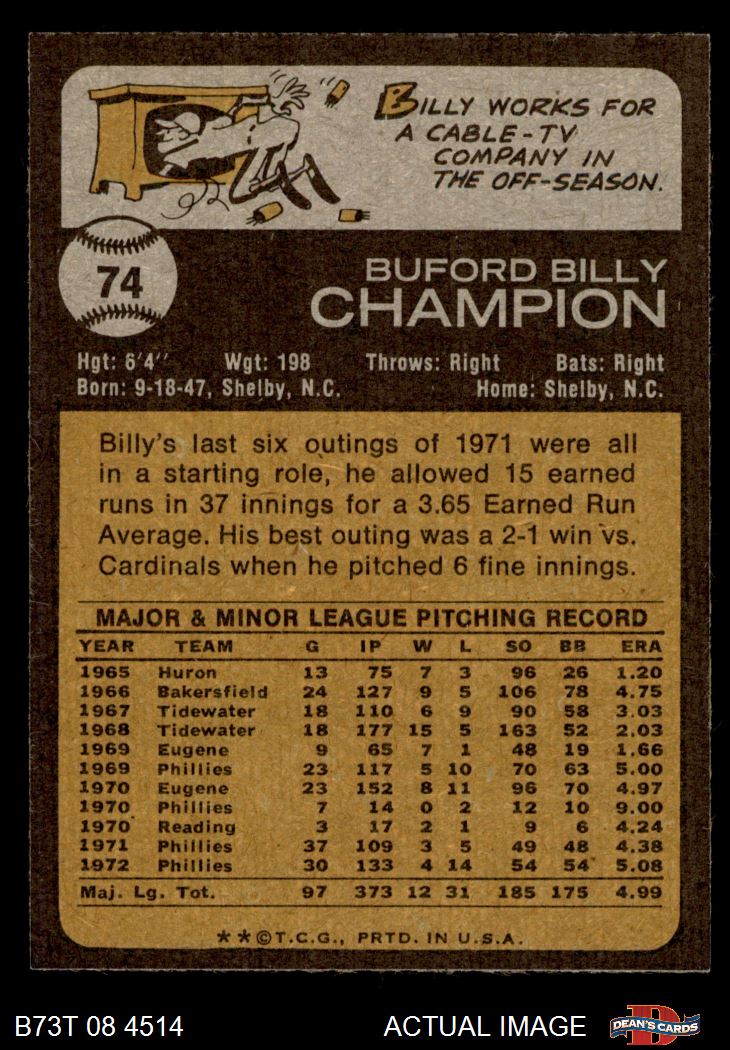 BILLY WORKS FOR
A CABLE-TV
COMPANY IN
THE OFF-SEASON.
74
BUFORD BILLY
CHAMPION
Hgt: 6'4" Wgt: 198 Throws: Right Bats: Right
Born: 9-18-47, Shelby, N.C. Home: Shelby, N.C.
Billy's last six outings of 1971 were all
in a starting role, he allowed 15 earned
runs in 37 innings for a 3.65 Earned Run
Average. His best outing was a 2-1 win vs.
Cardinals when he pitched 6 fine innings.
MAJOR & MINOR LEAGUE PITCHING RECORD
YEAR TEAM G IP W L SO BB ERA
1965 Huron 13 75 7 3 96 26 1.20
1966 Bakersfield 24 127 9 5 106 78 4.75
1967 Tidewater 18 110 6 9 90 58 3.03
1968 Tidewater 18 177 15 5 163 52 2.03
1969 Eugene 9 65 7 1 48 19 1.66
1969 Phillies 23 117 5 10 70 63 5.00
1970 Eugene 23 152 8 11 96 70 4.97
1970 Phillies 7 14 0 2 12 10 9.00
1970 Reading 3 17 2 1 9 6 4.24
1971 Phillies 37 109 3 5 49 48 4.38
1972 Phillies 30 133 4 14 54 54 5.08
Maj. Lg. Tot. 97 373 12 31 185 175 4.99
**©T.C.G., PRTD. IN U.S.A.
B73T 08 4514 ACTUAL IMAGE DEAN'S CARDS